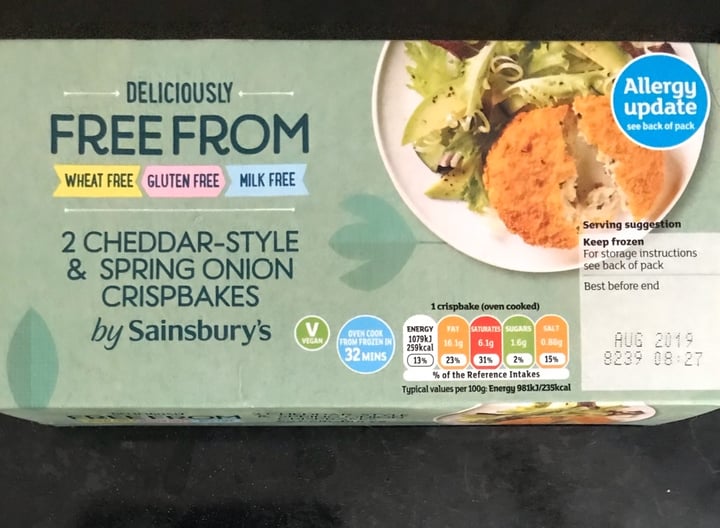 DELICIOUSLY
FREE FROM
WHEAT FREE GLUTEN FREE MILK FREE
2 CHEDDAR-STYLE
& SPRING ONION
CRISPBAKES
by Sainsbury's
V
VEGAN
OVEN COOK
FROM FROZEN IN
32 MINS
Allergy
update
see back of pack
Serving suggestion
Keep frozen
For storage instructions
see back of pack
Best before end
AUG 2019
8239 08:27
1 crispbake (oven cooked)
ENERGY FAT SATURATES SUGARS SALT
1079kJ
259kcal 16.1g 6.1g 1.6g 0.88g
13% 23% 31% 2% 15%
% of the Reference Intakes
Typical values per 100g: Energy 981kJ/235kcal
FREE FROM